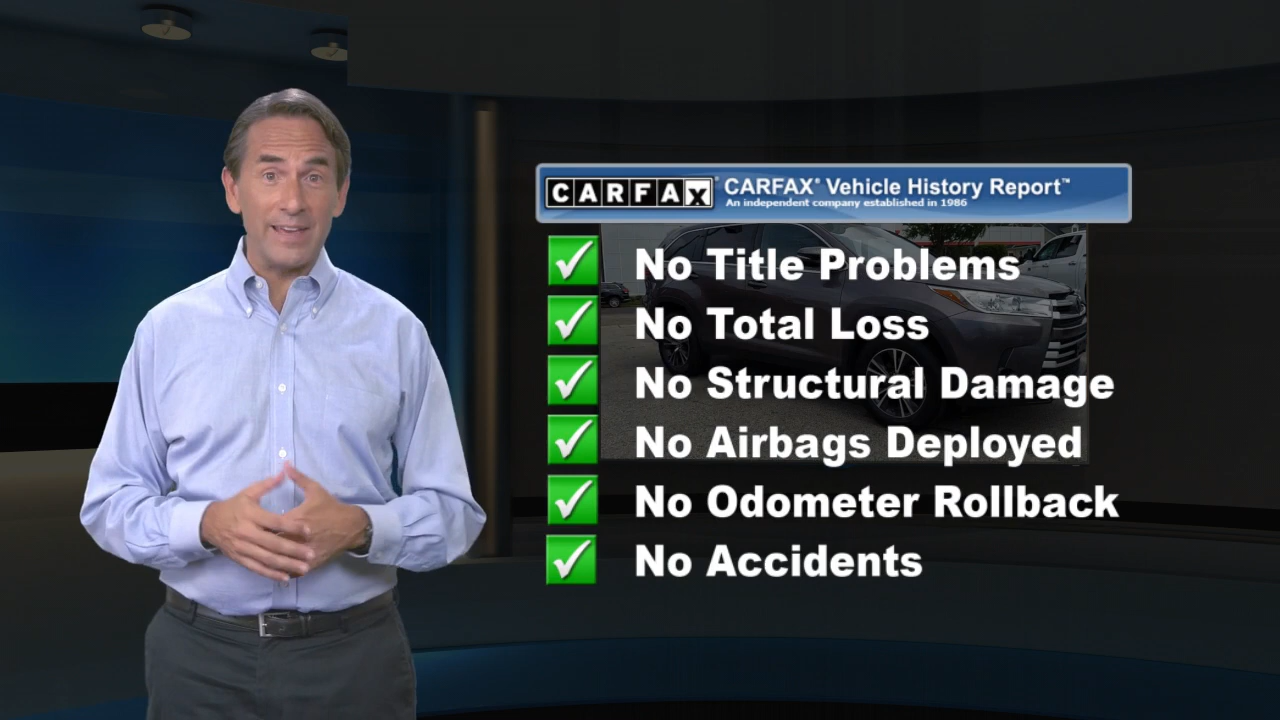 CARFAX
CARFAX® Vehicle History Report™
An independent company established in 1986
No Title Problems
No Total Loss
No Structural Damage
No Airbags Deployed
No Odometer Rollback
No Accidents